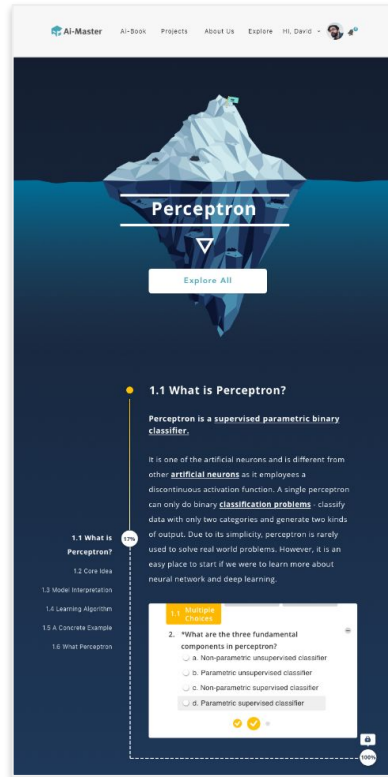 Ai-Master
Ai-Book
Projects
About Us
Explore
Hi, David
Perceptron
Explore All
1.1 What is Perceptron?
Perceptron is a supervised parametric binary
classifier.
It is one of the artificial neurons and is different from
other artificial neurons as it employees a
discontinuous activation function. A single perceptron
can only do binary classification problems - classify
data with only two categories and generate two kinds
of output. Due to its simplicity, perceptron is rarely
used to solve real world problems. However, it is an
easy place to start if we were to learn more about
neural network and deep learning.
17%
1.1 What is
Perceptron?
1.2 Core Idea
1.3 Model Interpretation
1.4 Learning Algorithm
1.5 A Concrete Example
1.6 What Perceptron
1.1 Multiple
Choices
2. *What are the three fundamental
components in perceptron?
a. Non-parametric unsupervised classifier
b. Parametric unsupervised classifier
c. Non-parametric supervised classifier
d. Parametric supervised classifier
100%